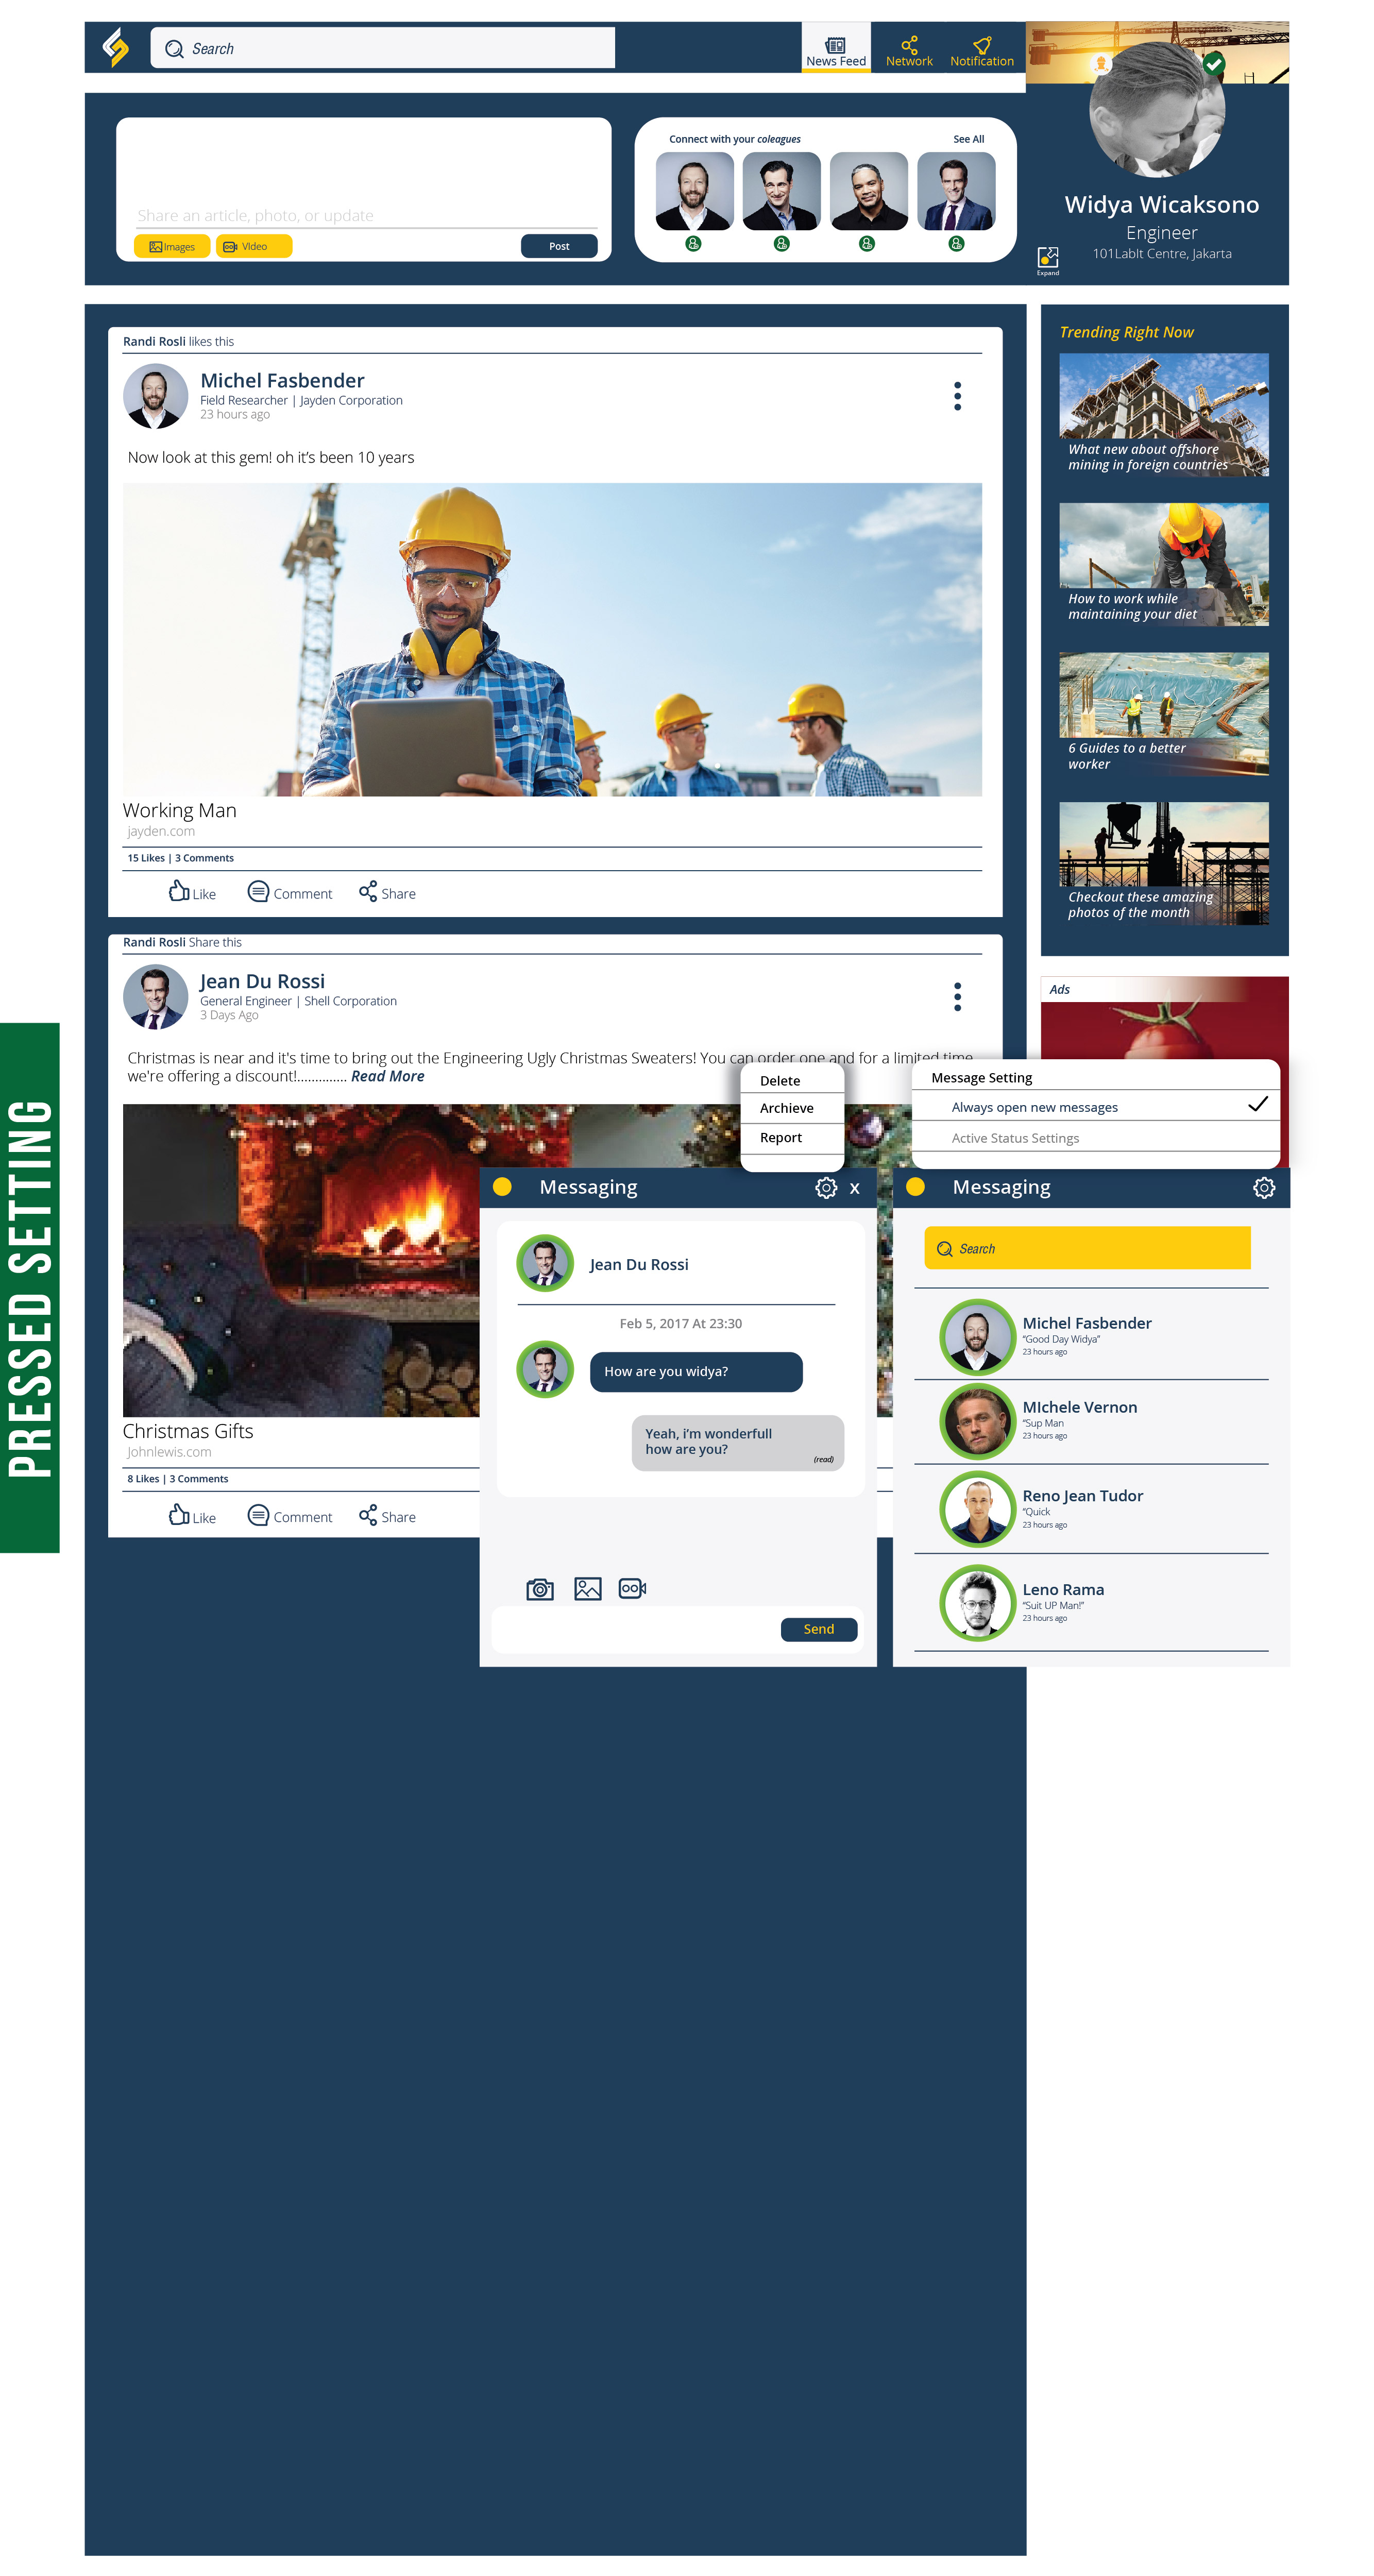 Search
News Feed
Network
Notification
Share an article, photo, or update
Images
VIdeo
Post
Connect with your coleagues
See All
Widya Wicaksono
Engineer
101Labit Centre, Jakarta
Expand
Randi Rosli likes this
Michel Fasbender
Field Researcher | Jayden Corporation
23 hours ago
Now look at this gem! oh it's been 10 years
Working Man
jayden.com
15 Likes | 3 Comments
Like
Comment
Share
Trending Right Now
What new about offshore
mining in foreign countries
How to work while
maintaining your diet
6 Guides to a better
worker
Checkout these amazing
photos of the month
Ads
Randi Rosli Share this
Jean Du Rossi
General Engineer | Shell Corporation
3 Days Ago
Christmas is near and it's time to bring out the Engineering Ugly Christmas Sweaters! You can order one and for a limited time
we're offering a discount!.............. Read More
Christmas Gifts
Johnlewis.com
8 Likes | 3 Comments
Like
Comment
Share
PRESSED SETTING
Delete
Archieve
Report
Messaging
X
Jean Du Rossi
Feb 5, 2017 At 23:30
How are you widya?
Yeah, i'm wonderfull
how are you?
(read)
Send
Message Setting
Always open new messages
Active Status Settings
Messaging
Search
Michel Fasbender
"Good Day Widya"
23 hours ago
MIchele Vernon
"Sup Man
23 hours ago
Reno Jean Tudor
"Quick
23 hours ago
Leno Rama
"Suit UP Man!"
23 hours ago